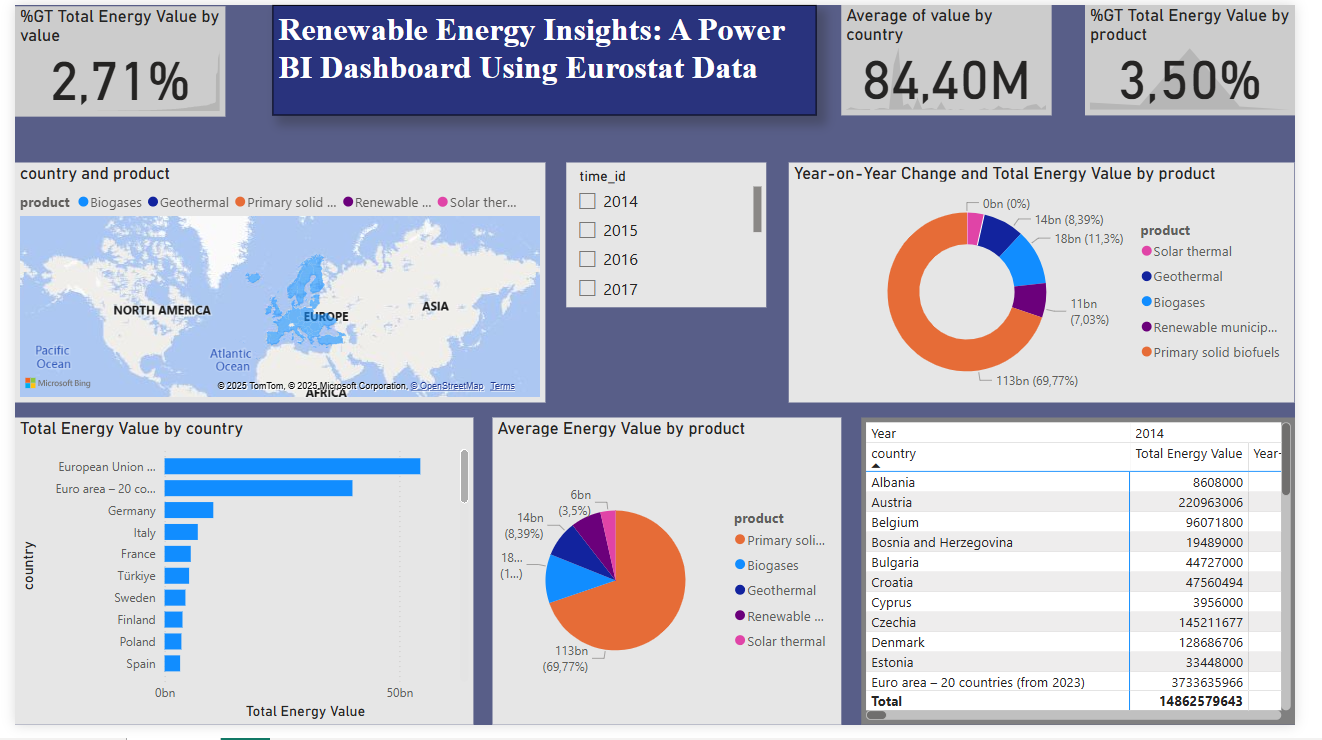 %GT Total Energy Value by
value
2,71%
Renewable Energy Insights: A Power
BI Dashboard Using Eurostat Data
Average of value by
country
84,40M
%GT Total Energy Value by
product
3,50%
country and product
product Biogases Geothermal Primary solid ... Renewable ... Solar ther...
NORTH AMERICA
EUROPE
ASIA
Pacific
Ocean
Atlantic
Ocean
AFRICA
Microsoft Bing
© 2025 TomTom, © 2025 Microsoft Corporation, © OpenStreetMap Terms
time_id
2014
2015
2016
2017
Year-on-Year Change and Total Energy Value by product
0bn (0%)
14bn (8,39%)
18bn (11,3%)
11bn
(7,03%)
113bn (69,77%)
product
Solar thermal
Geothermal
Biogases
Renewable municip...
Primary solid biofuels
Total Energy Value by country
country
European Union ...
Euro area – 20 co...
Germany
Italy
France
Türkiye
Sweden
Finland
Poland
Spain
0bn 50bn
Total Energy Value
Average Energy Value by product
6bn
(3,5%)
14bn
(8,39%)
18...
(1...)
113bn
(69,77%)
product
Primary soli...
Biogases
Geothermal
Renewable ...
Solar thermal
Year 2014
country Total Energy Value Year-
Albania 8608000
Austria 220963006
Belgium 96071800
Bosnia and Herzegovina 19489000
Bulgaria 44727000
Croatia 47560494
Cyprus 3956000
Czechia 145211677
Denmark 128686706
Estonia 33448000
Euro area – 20 countries (from 2023) 3733635966
Total 14862579643